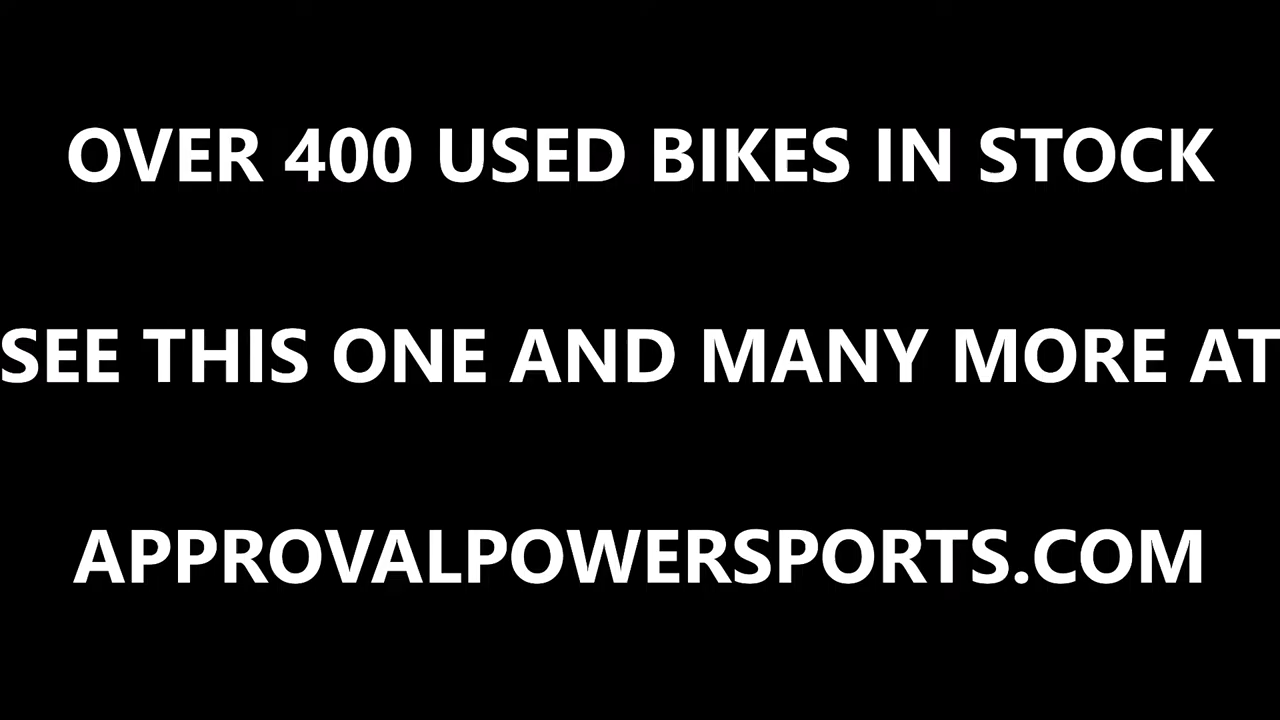 OVER 400 USED BIKES IN STOCK
SEE THIS ONE AND MANY MORE AT
APPROVALPOWERSPORTS.COM